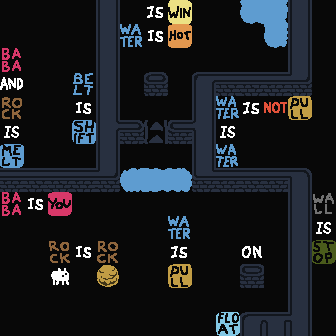 IS WIN
WATER IS HOT
BABA AND ROCK IS MELT
BELT IS SHIFT
WATER IS NOT PULL
IS
WATER
BABA IS YOU
WALL IS STOP
WATER IS PULL
ROCK IS ROCK
ON
FLOAT